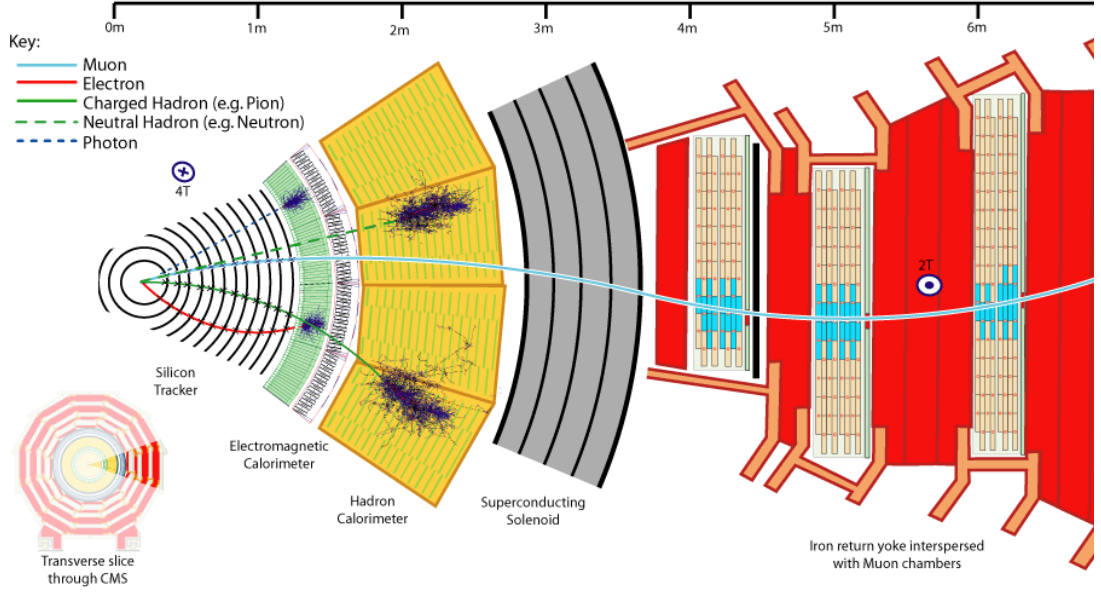 0m 1m 2m 3m 4m 5m 6m
Key:
Muon
Electron
Charged Hadron (e.g. Pion)
Neutral Hadron (e.g. Neutron)
Photon
4T
2T
Silicon
Tracker
Electromagnetic
Calorimeter
Hadron
Calorimeter
Superconducting
Solenoid
Iron return yoke interspersed
with Muon chambers
Transverse slice
through CMS